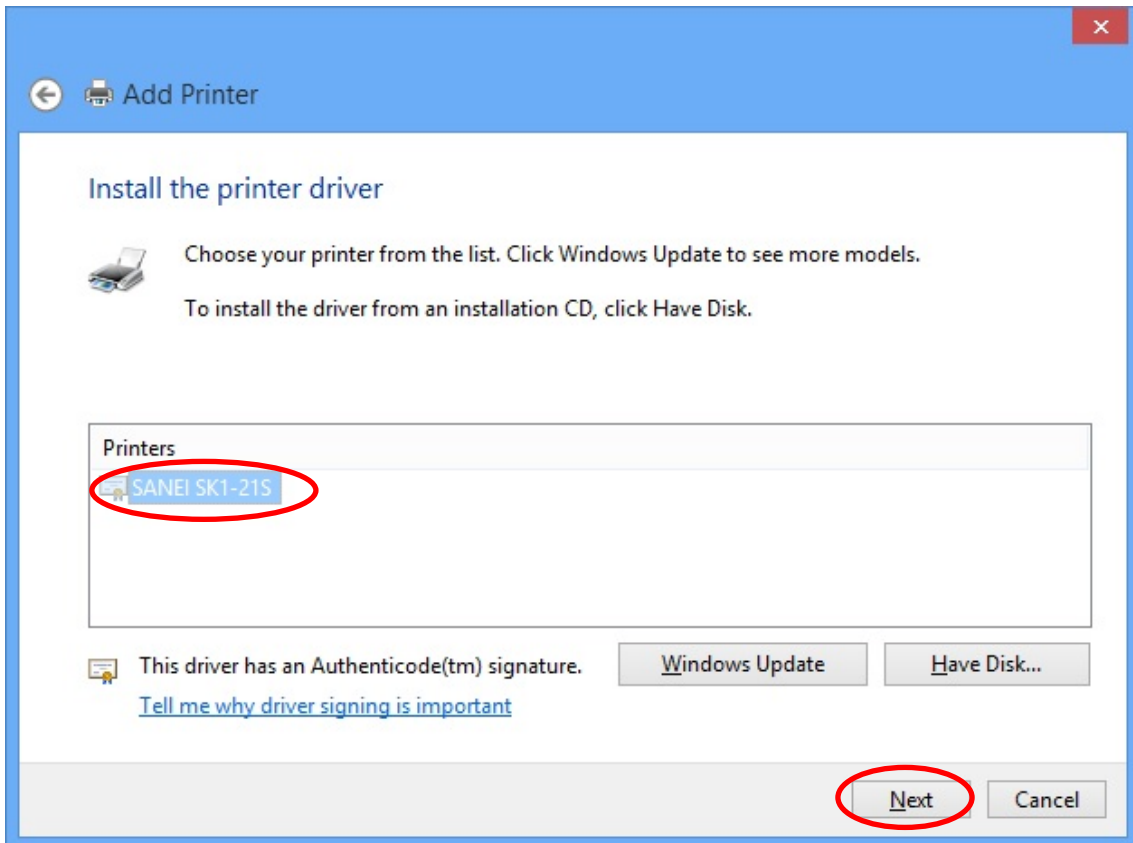 Add Printer
Install the printer driver
Choose your printer from the list. Click Windows Update to see more models.
To install the driver from an installation CD, click Have Disk.
Printers
SANEI SK1-21S
This driver has an Authenticode(tm) signature.
Windows Update
Have Disk...
Tell me why driver signing is important
Next
Cancel